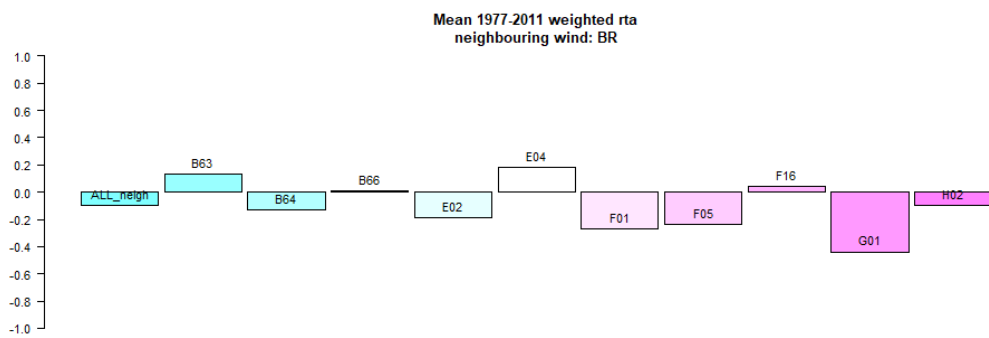 Mean 1977-2011 weighted rta
neighbouring wind: BR
1.0
0.8
0.6
0.4
0.2
0.0
-0.2
-0.4
-0.6
-0.8
-1.0
ALL_neigh
B63
B64
B66
E02
E04
F01
F05
F16
G01
H02